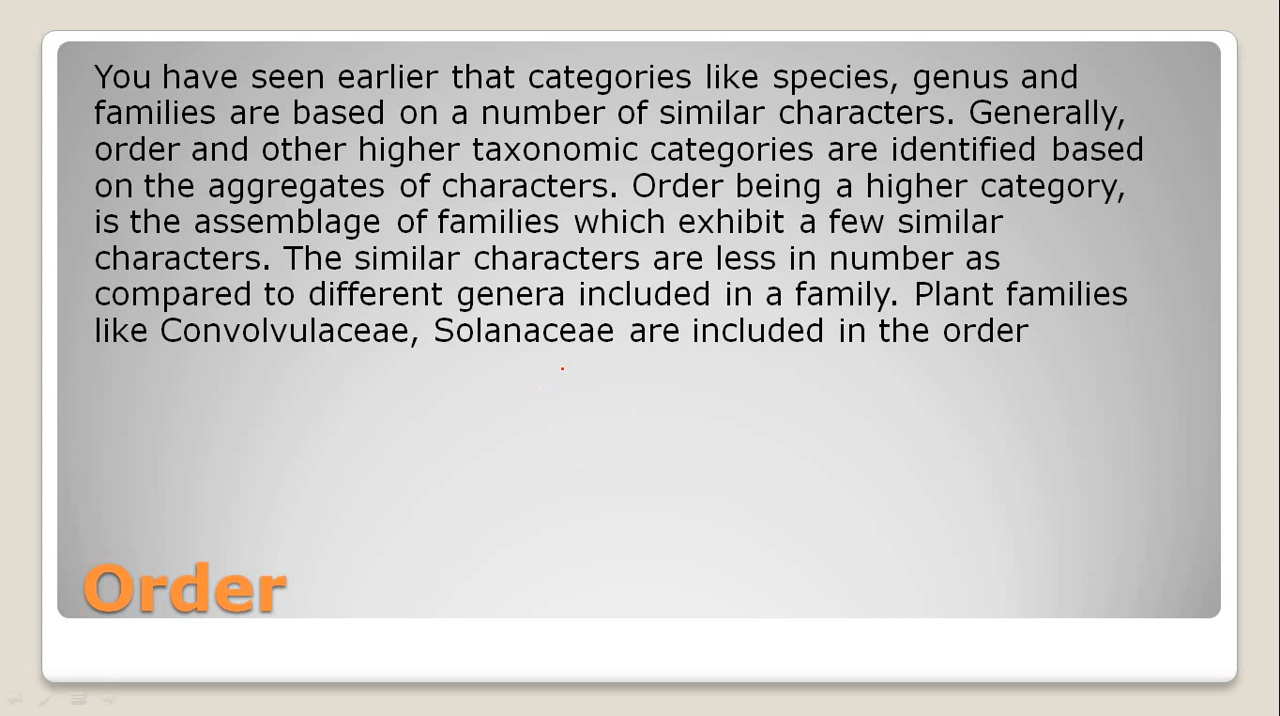 You have seen earlier that categories like species, genus and
families are based on a number of similar characters. Generally,
order and other higher taxonomic categories are identified based
on the aggregates of characters. Order being a higher category,
is the assemblage of families which exhibit a few similar
characters. The similar characters are less in number as
compared to different genera included in a family. Plant families
like Convolvulaceae, Solanaceae are included in the order
Order